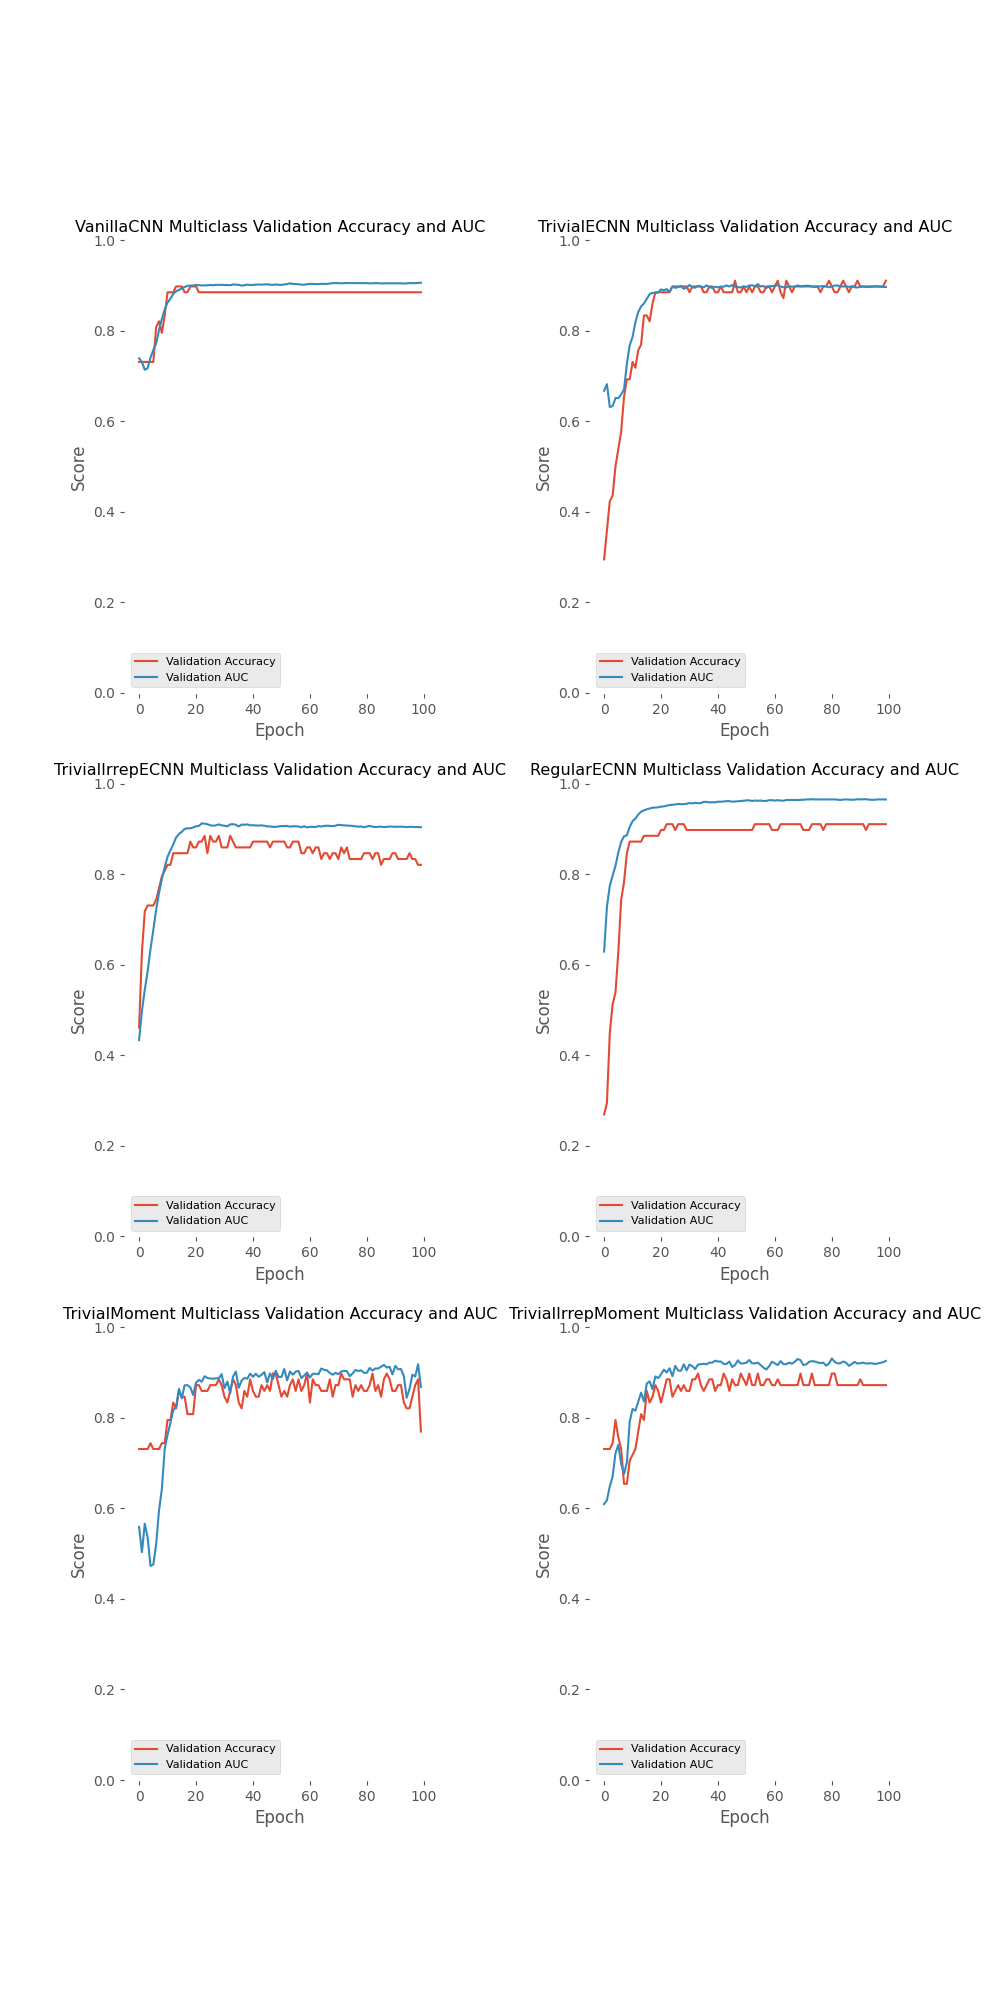 VanillaCNN Multiclass Validation Accuracy and AUC
1.0
0.8
0.6
0.4
0.2
0.0
Score
Validation Accuracy
Validation AUC
0 20 40 60 80 100
Epoch
TrivialECNN Multiclass Validation Accuracy and AUC
1.0
0.8
0.6
0.4
0.2
0.0
Score
Validation Accuracy
Validation AUC
0 20 40 60 80 100
Epoch
TrivialIrrepECNN Multiclass Validation Accuracy and AUC
1.0
0.8
0.6
0.4
0.2
0.0
Score
Validation Accuracy
Validation AUC
0 20 40 60 80 100
Epoch
RegularECNN Multiclass Validation Accuracy and AUC
1.0
0.8
0.6
0.4
0.2
0.0
Score
Validation Accuracy
Validation AUC
0 20 40 60 80 100
Epoch
TrivialMoment Multiclass Validation Accuracy and AUC
1.0
0.8
0.6
0.4
0.2
0.0
Score
Validation Accuracy
Validation AUC
0 20 40 60 80 100
Epoch
TrivialIrrepMoment Multiclass Validation Accuracy and AUC
1.0
0.8
0.6
0.4
0.2
0.0
Score
Validation Accuracy
Validation AUC
0 20 40 60 80 100
Epoch